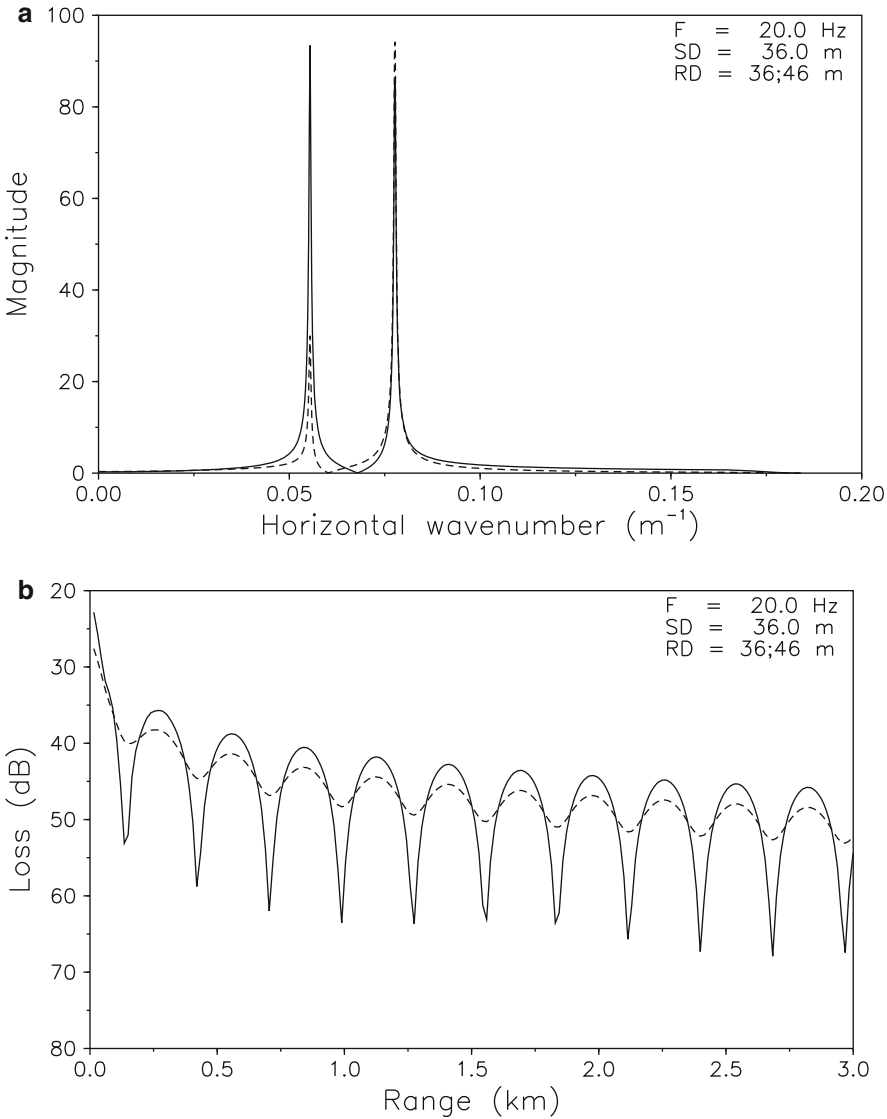 a
100
80
60
40
20
0
Magnitude
F = 20.0 Hz
SD = 36.0 m
RD = 36;46 m
0.00 0.05 0.10 0.15 0.20
Horizontal wavenumber (m⁻¹)
b
20
30
40
50
60
70
80
Loss (dB)
F = 20.0 Hz
SD = 36.0 m
RD = 36;46 m
0.0 0.5 1.0 1.5 2.0 2.5 3.0
Range (km)